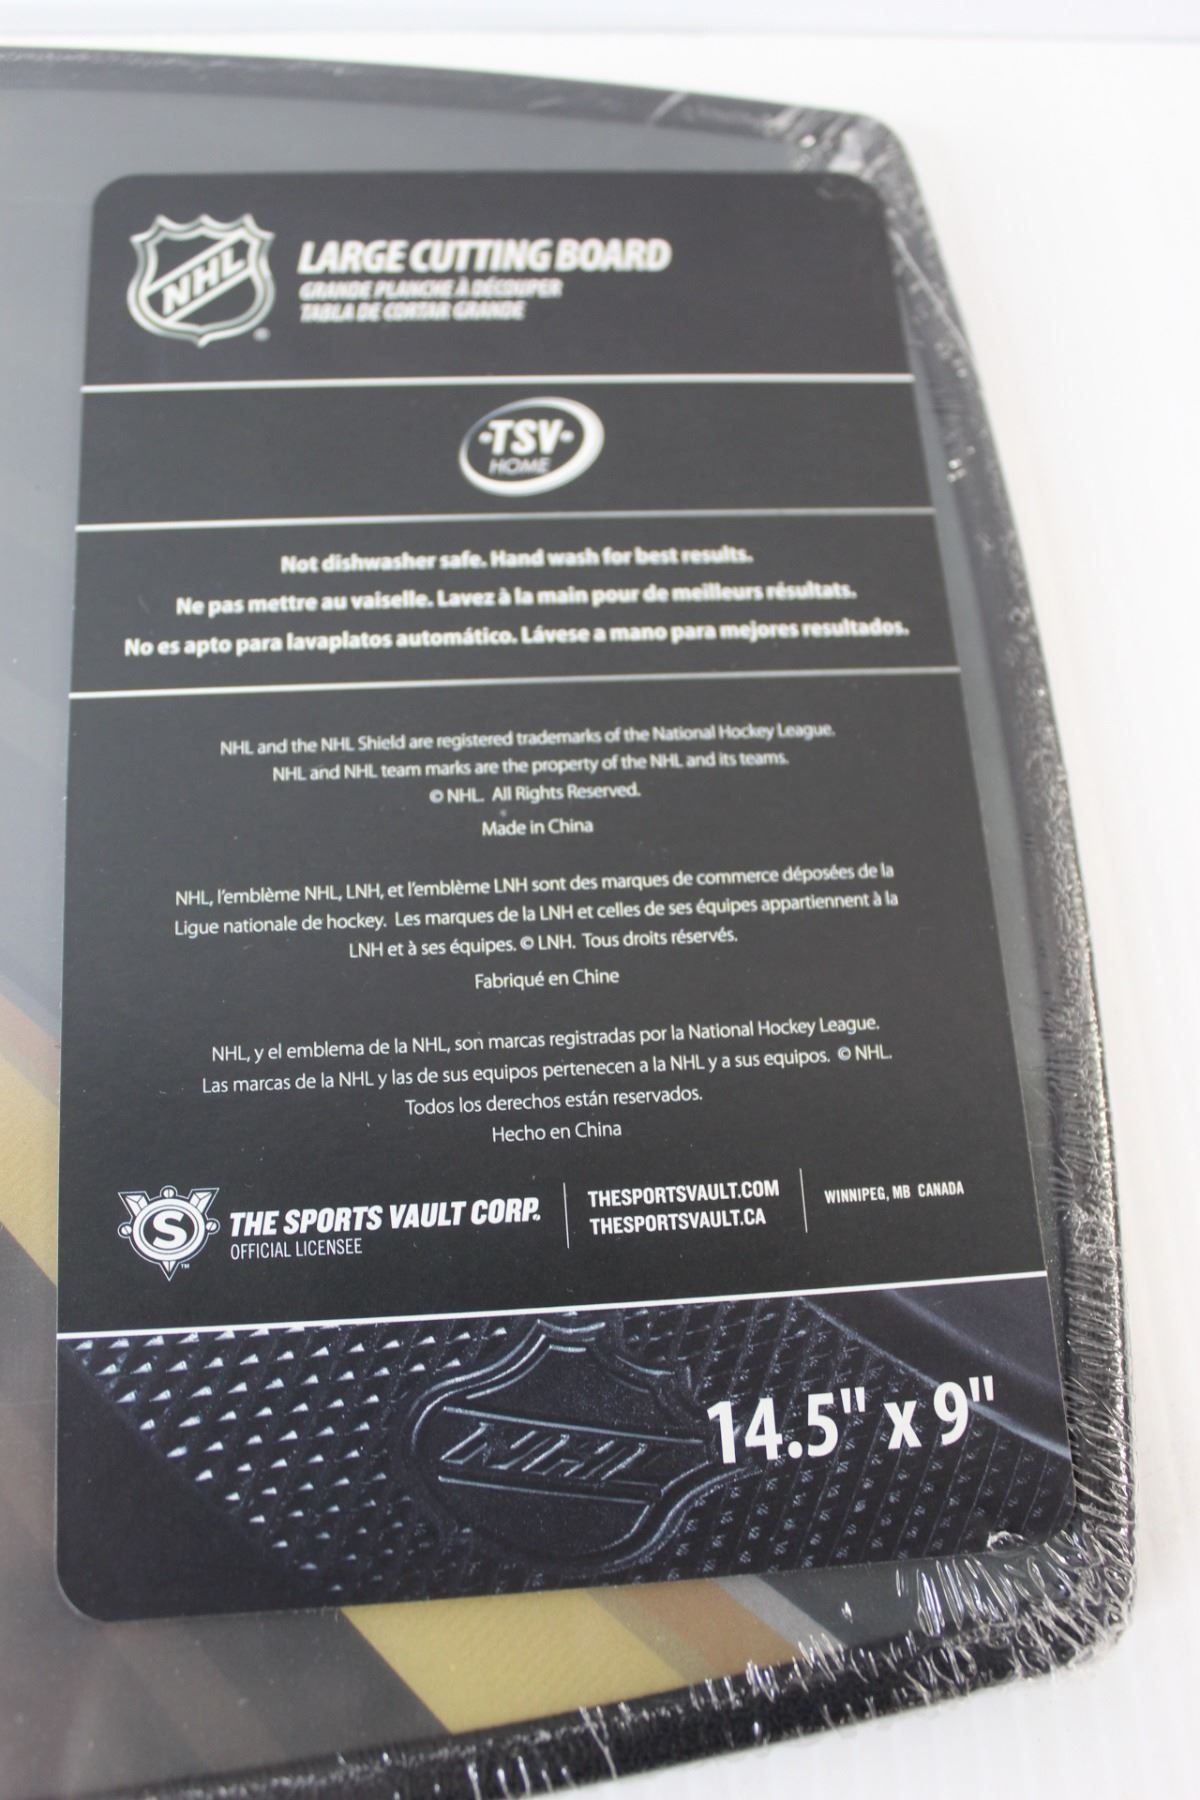 NHL
®
LARGE CUTTING BOARD
GRANDE PLANCHE À DÉCOUPER
TABLA DE CORTAR GRANDE
·TSV·
HOME
Not dishwasher safe. Hand wash for best results.
Ne pas mettre au vaiselle. Lavez à la main pour de meilleurs résultats.
No es apto para lavaplatos automático. Lávese a mano para mejores resultados.
NHL and the NHL Shield are registered trademarks of the National Hockey League.
NHL and NHL team marks are the property of the NHL and its teams.
© NHL. All Rights Reserved.
Made in China
NHL, l'emblème NHL, LNH, et l'emblème LNH sont des marques de commerce déposées de la
Ligue nationale de hockey. Les marques de la LNH et celles de ses équipes appartiennent à la
LNH et à ses équipes. © LNH. Tous droits réservés.
Fabriqué en Chine
NHL, y el emblema de la NHL, son marcas registradas por la National Hockey League.
Las marcas de la NHL y las de sus equipos pertenecen a la NHL y a sus equipos. © NHL.
Todos los derechos están reservados.
Hecho en China
S
™
THE SPORTS VAULT CORP.
OFFICIAL LICENSEE
THESPORTSVAULT.COM
THESPORTSVAULT.CA
WINNIPEG, MB CANADA
NHL
14.5" x 9"